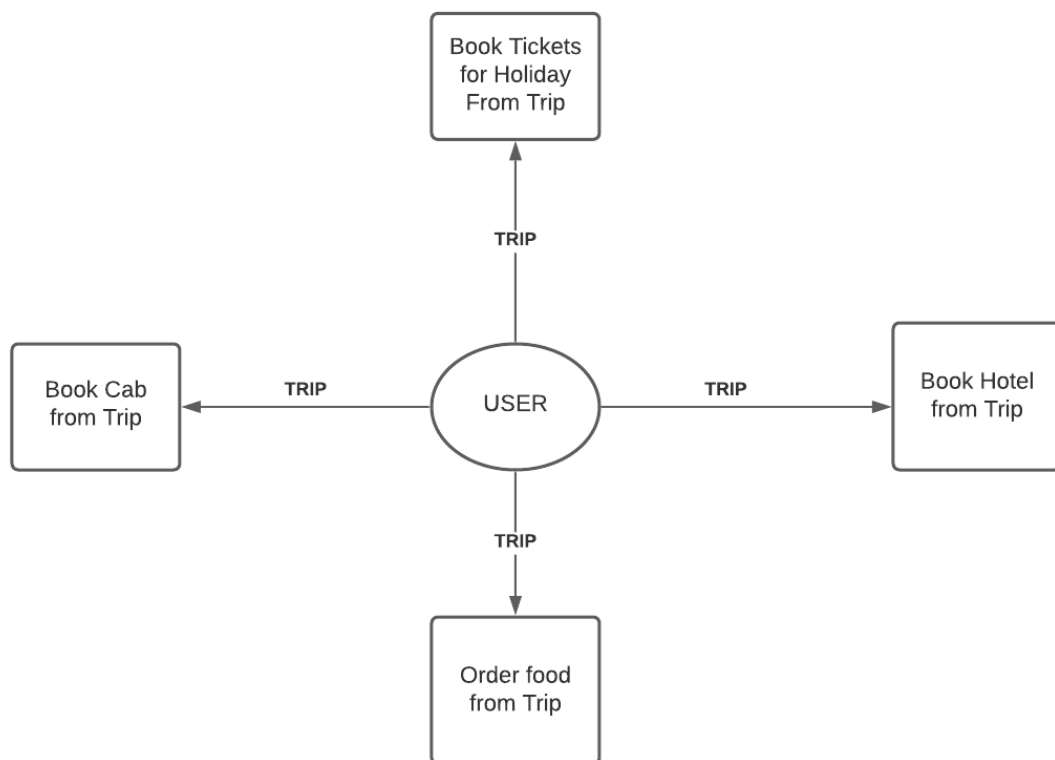 Book Tickets
for Holiday
From Trip
TRIP
Book Cab
from Trip
TRIP
USER
TRIP
Book Hotel
from Trip
TRIP
Order food
from Trip